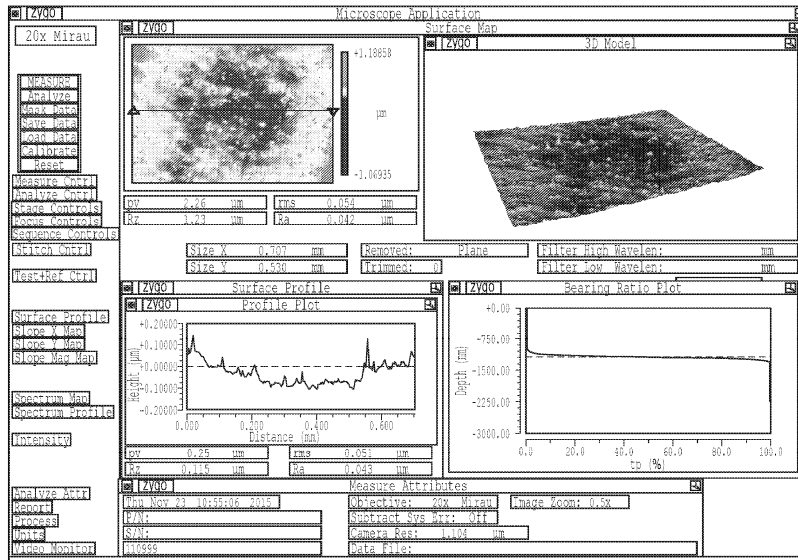 zygo Microscope Application
20x Mirau
MEASURE
Analyze
Mask Data
Save Data
Load Data
Calibrate
Reset
Measure Cntrl
Analyze Cntrl
Stage Controls
Focus Controls
Sequence Controls
Stitch Cntrl
Test+Ref Ctrl
Surface Profile
Slope X Map
Slope Y Map
Slope Mag Map
Spectrum Map
Spectrum Profile
Intensity
Analyze Attr
Report
Process
Units
Video Monitor
zygo Surface Map
+1.18858
µm
-1.06935
pv 2.26 µm rms 0.054 µm
Rz 1.23 µm Ra 0.042 µm
zygo 3D Model
Size X 0.707 mm Removed: Plane Filter High Wavelen: mm
Size Y 0.530 mm Trimmed: 0 Filter Low Wavelen: mm
zygo Surface Profile
zygo Profile Plot
+0.20000
+0.10000
+0.00000
-0.10000
-0.20000
Height (µm)
0.000 0.200 0.400 0.600
Distance (mm)
pv 0.25 µm rms 0.051 µm
Rz 0.115 µm Ra 0.043 µm
zygo Bearing Ratio Plot
+0.00
-750.00
-1500.00
-2250.00
-3000.00
Depth (nm)
0.0 20.0 40.0 60.0 80.0 100.0
tp (%)
zygo Measure Attributes
Thu Nov 23 10:55:06 2015 Objective: 20x Mirau Image Zoom: 0.5x
P/N: Subtract Sys Err: Off
S/N: Camera Res: 1.104 µm
110999 Data File: